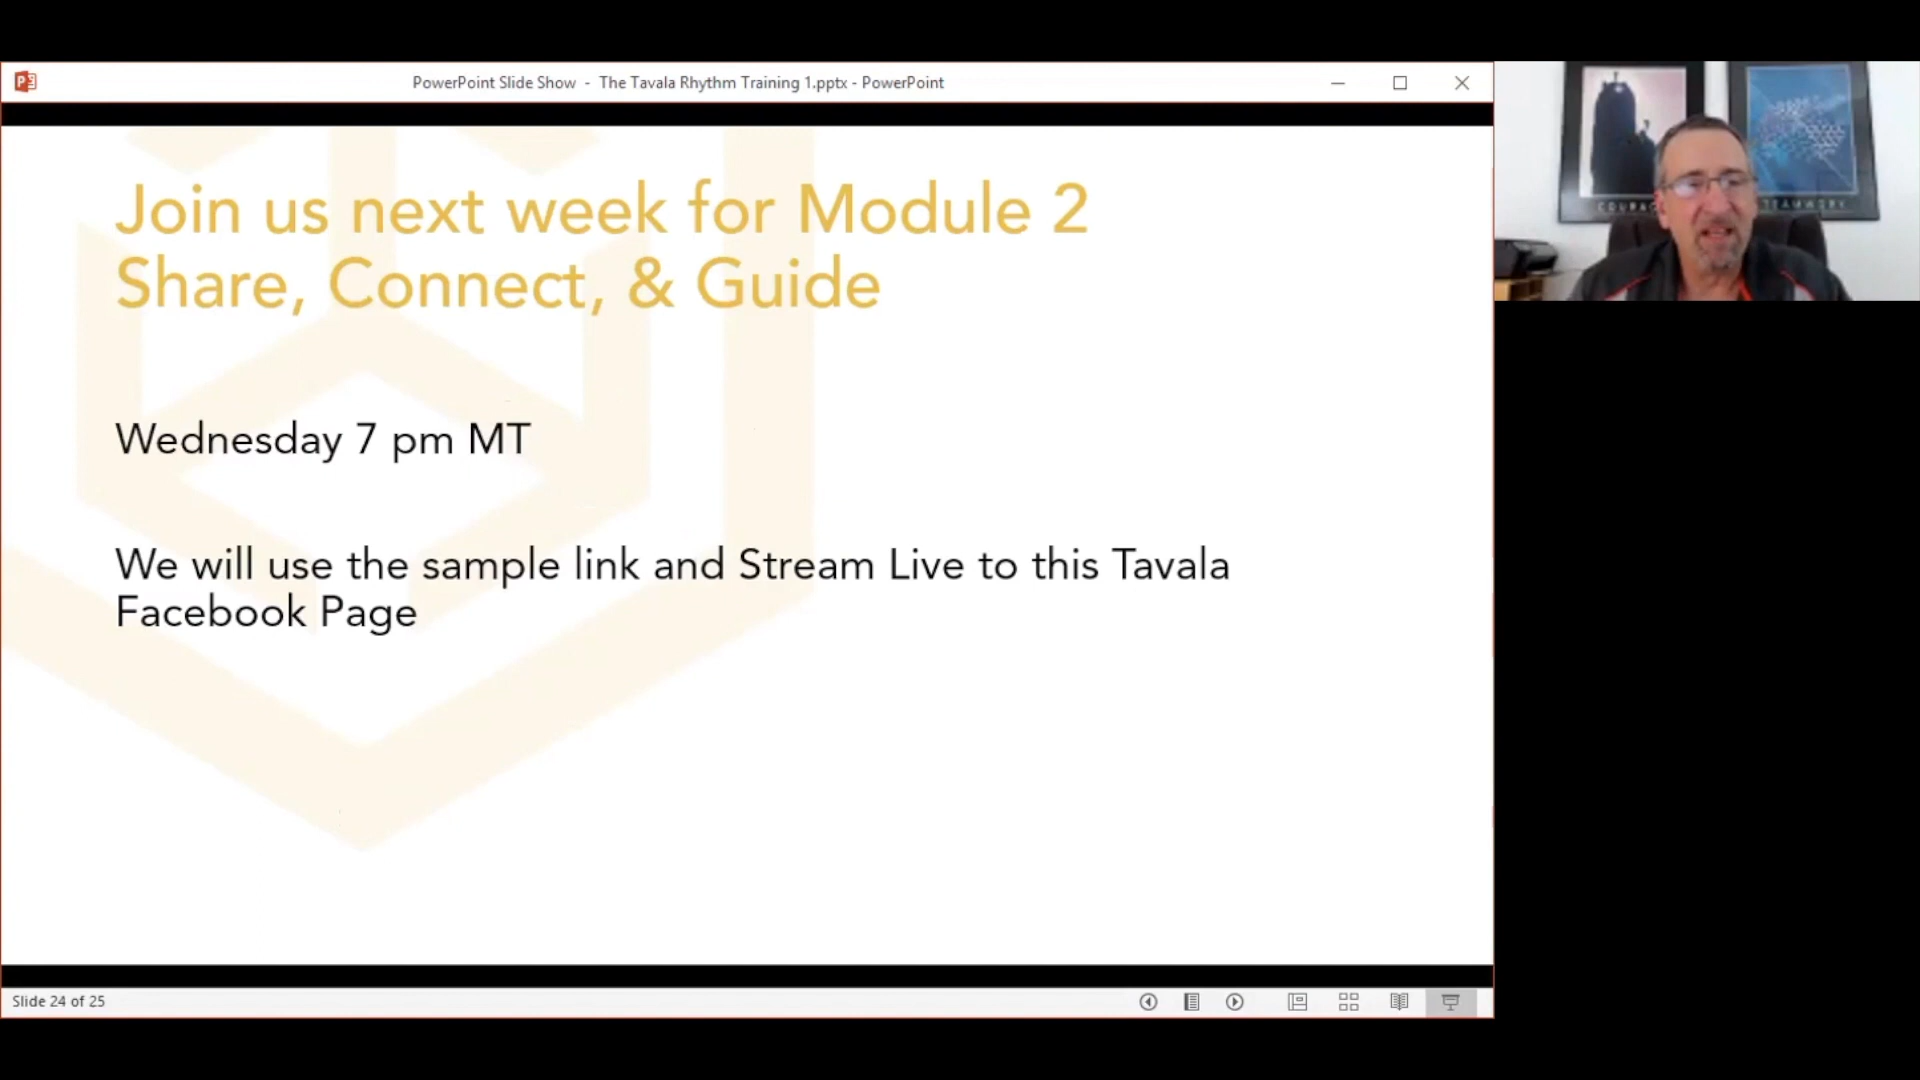 PowerPoint Slide Show - The Tavala Rhythm Training 1.pptx - PowerPoint
Join us next week for Module 2
Share, Connect, & Guide
Wednesday 7 pm MT
We will use the sample link and Stream Live to this Tavala
Facebook Page
TEAMWORK
Slide 24 of 25